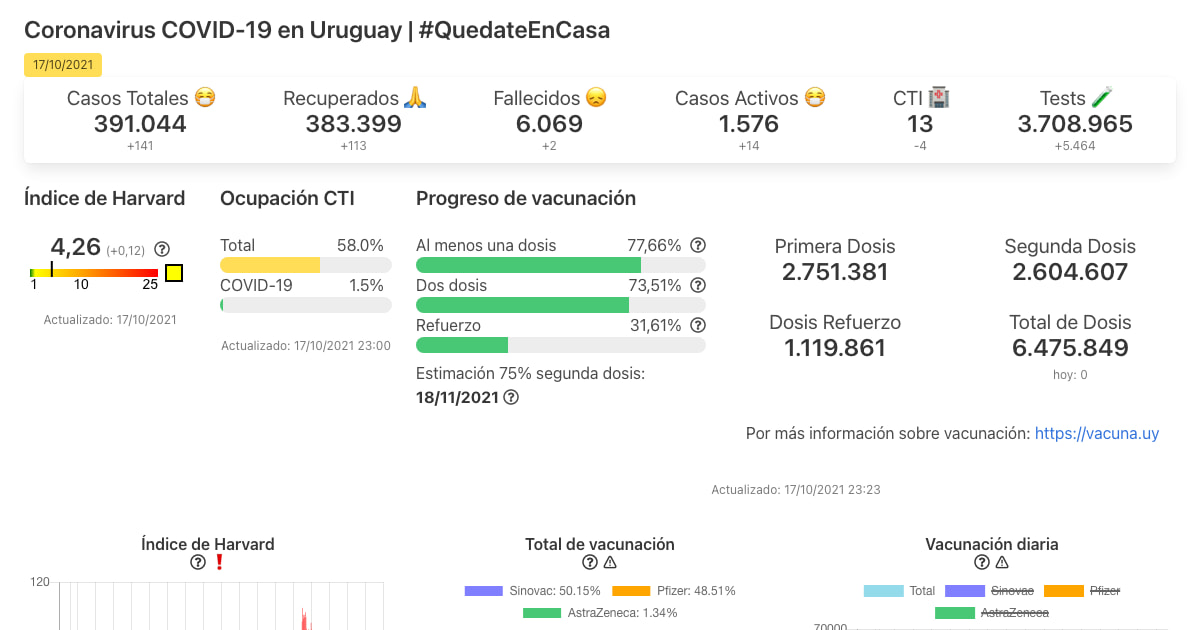 Coronavirus COVID-19 en Uruguay | #QuedateEnCasa
17/10/2021
Casos Totales 😷 Recuperados 🙏 Fallecidos 😞 Casos Activos 😷 CTI 🏥 Tests 🧪
391.044 383.399 6.069 1.576 13 3.708.965
+141 +113 +2 +14 -4 +5.464
Índice de Harvard
4,26 (+0,12)
1 10 25
Actualizado: 17/10/2021
Ocupación CTI
Total 58.0%
COVID-19 1.5%
Actualizado: 17/10/2021 23:00
Progreso de vacunación
Al menos una dosis 77,66%
Dos dosis 73,51%
Refuerzo 31,61%
Estimación 75% segunda dosis:
18/11/2021
Primera Dosis
2.751.381
Segunda Dosis
2.604.607
Dosis Refuerzo
1.119.861
Total de Dosis
6.475.849
hoy: 0
Por más información sobre vacunación: https://vacuna.uy
Actualizado: 17/10/2021 23:23
Índice de Harvard
120
Total de vacunación
Sinovac: 50.15% Pfizer: 48.51%
AstraZeneca: 1.34%
Vacunación diaria
Total Sinovac Pfizer
AstraZeneca
70000